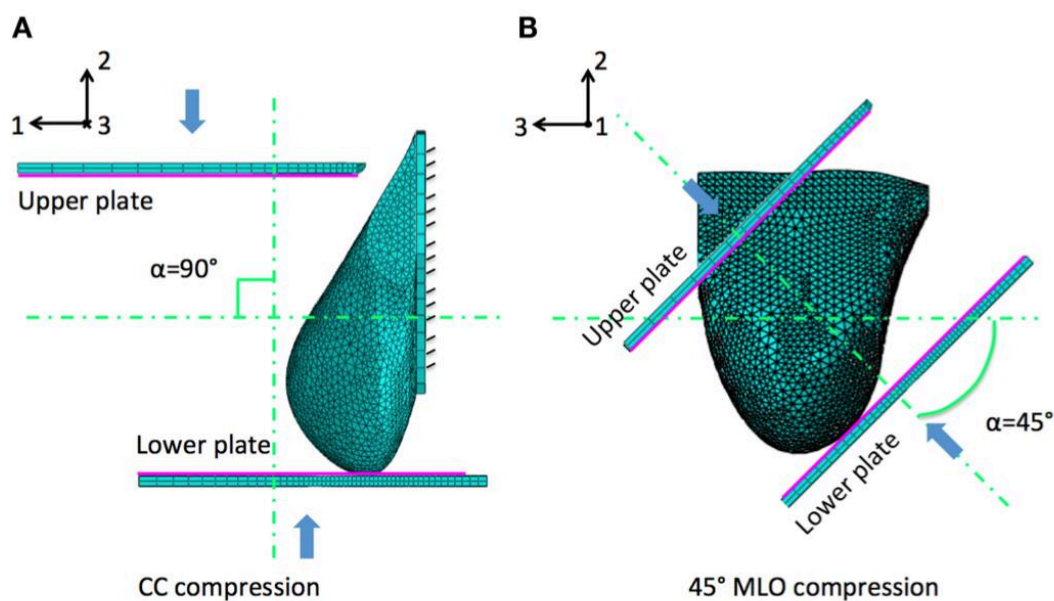 A
2
1
3
Upper plate
α=90°
Lower plate
CC compression
B
2
3
1
Upper plate
α=45°
Lower plate
45° MLO compression